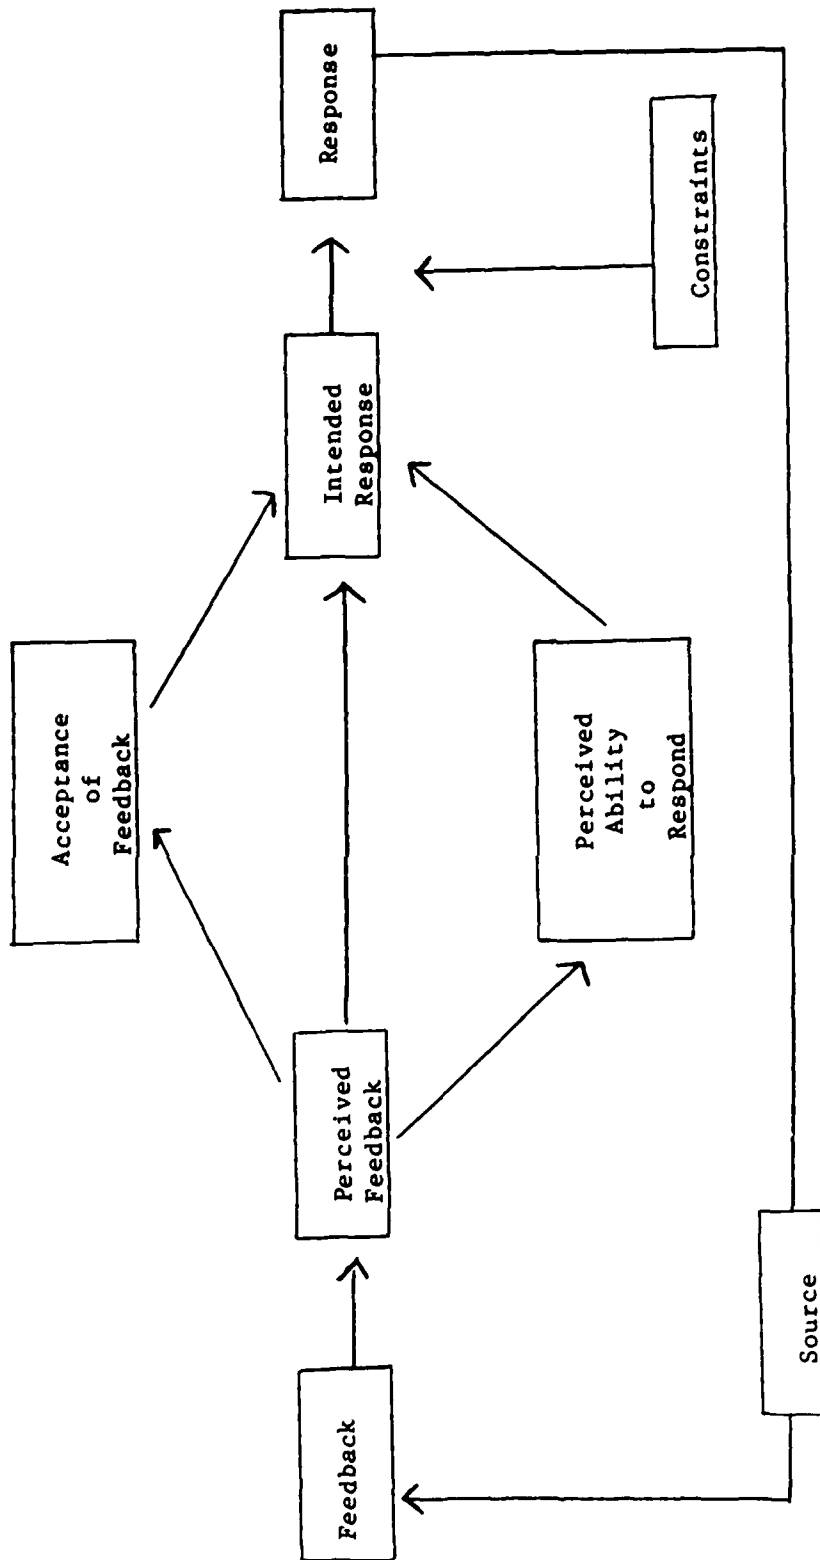 Feedback
Perceived
Feedback
Acceptance
of
Feedback
Perceived
Ability
to
Respond
Intended
Response
Response
Constraints
Source